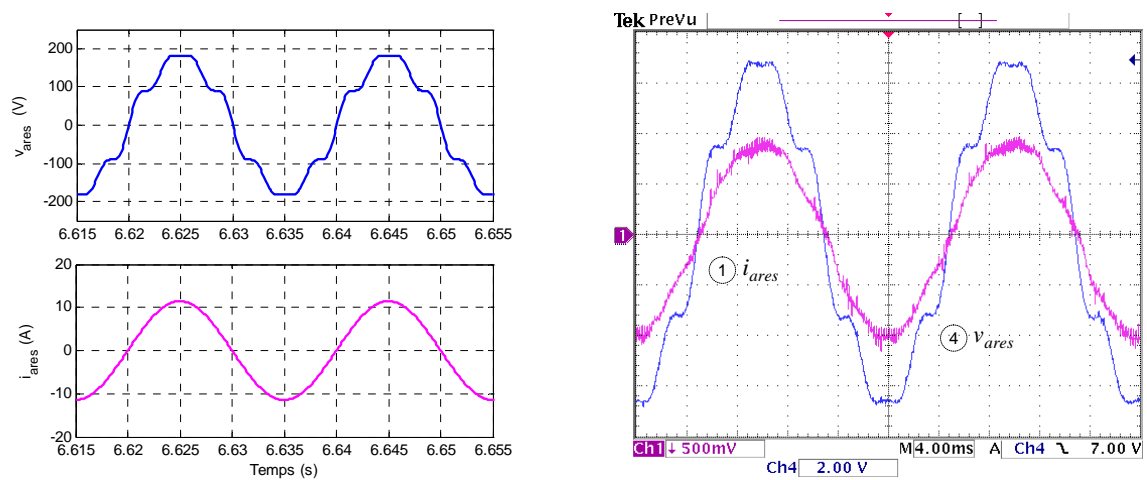 200
100
0
-100
-200
v_ares (V)
6.615 6.62 6.625 6.63 6.635 6.64 6.645 6.65 6.655
20
10
0
-10
-20
i_ares (A)
6.615 6.62 6.625 6.63 6.635 6.64 6.645 6.65 6.655
Temps (s)
Tek PreVu
[ ]
1
1 i_ares
4 v_ares
Ch1 ↓ 500mV M 4.00ms A Ch4 7.00 V
Ch4 2.00 V